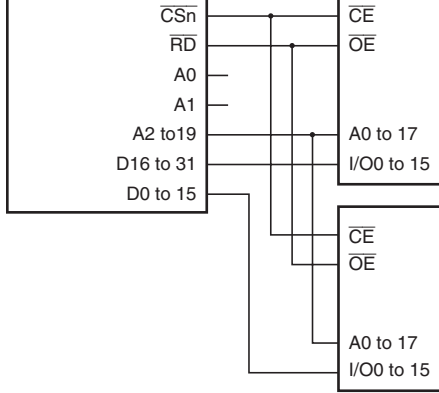 CSn
RD
A0
A1
A2 to19
D16 to 31
D0 to 15
CE
OE
A0 to 17
I/O0 to 15
CE
OE
A0 to 17
I/O0 to 15